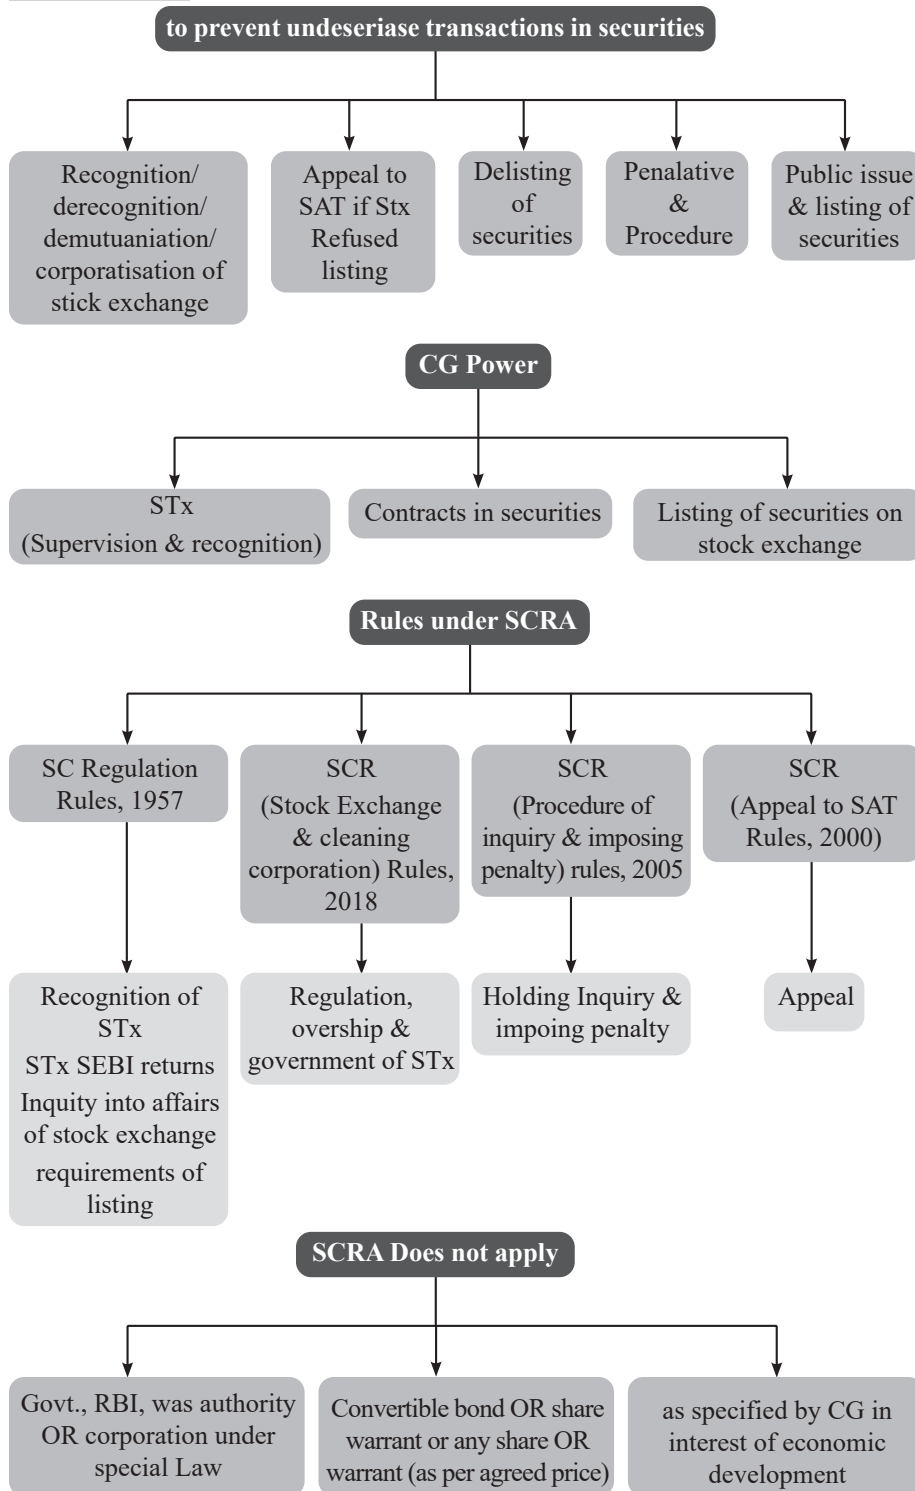 to prevent undeseriase transactions in securities
Recognition/
derecognition/
demutuaniation/
corporatisation of
stick exchange
Appeal to
SAT if Stx
Refused
listing
Delisting
of
securities
Penalative
&
Procedure
Public issue
& listing of
securities
CG Power
STx
(Supervision & recognition)
Contracts in securities
Listing of securities on
stock exchange
Rules under SCRA
SC Regulation
Rules, 1957
SCR
(Stock Exchange
& cleaning
corporation) Rules,
2018
SCR
(Procedure of
inquiry & imposing
penalty) rules, 2005
SCR
(Appeal to SAT
Rules, 2000)
Recognition of
STx
STx SEBI returns
Inquity into affairs
of stock exchange
requirements of
listing
Regulation,
overship &
government of STx
Holding Inquiry &
impoing penalty
Appeal
SCRA Does not apply
Govt., RBI, was authority
OR corporation under
special Law
Convertible bond OR share
warrant or any share OR
warrant (as per agreed price)
as specified by CG in
interest of economic
development